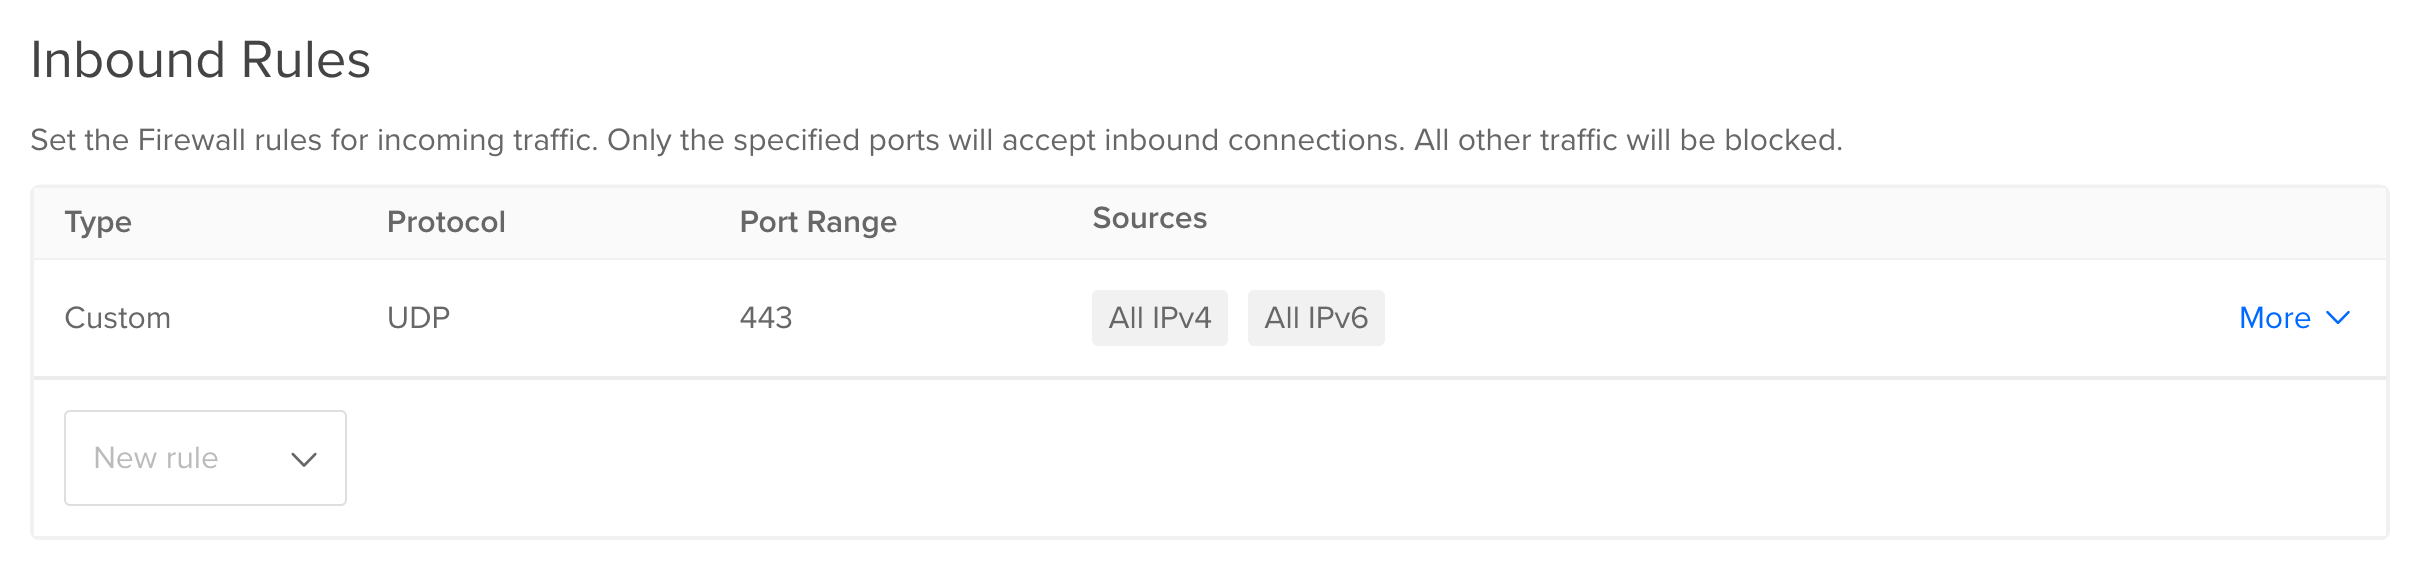 Inbound Rules
Set the Firewall rules for incoming traffic. Only the specified ports will accept inbound connections. All other traffic will be blocked.
Type Protocol Port Range Sources
Custom UDP 443 All IPv4 All IPv6 More
New rule